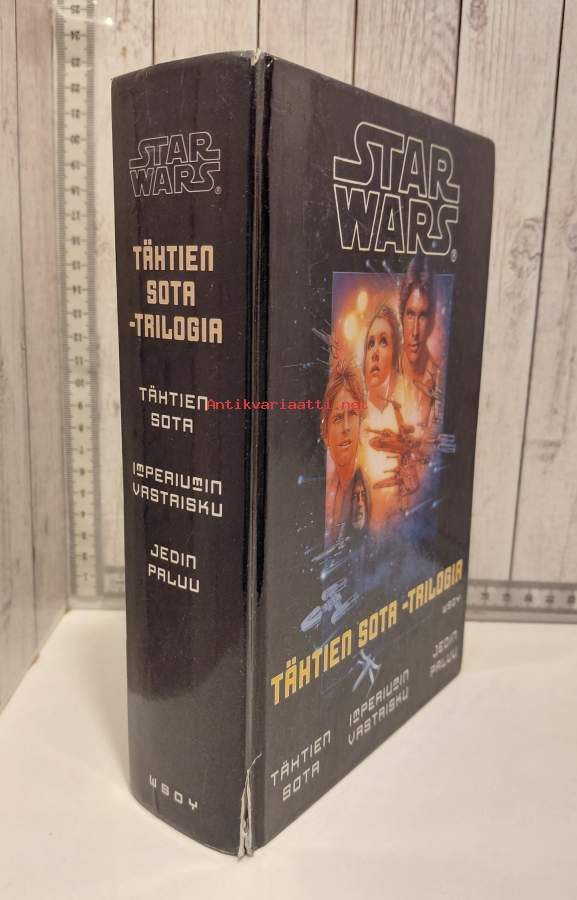 STAR
WARS®
TÄHTIEN
SOTA
-TRILOGIA
TÄHTIEN
SOTA
IMPERIUMIN
VASTAISKU
JEDIN
PALUU
WSOY
STAR
WARS®
Antikvariaatti.net
TÄHTIEN SOTA -TRILOGIA
WSOY
TÄHTIEN
SOTA
IMPERIUMIN
VASTAISKU
JEDIN
PALUU